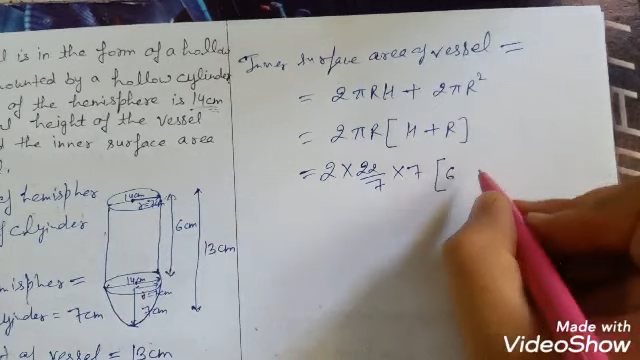 l is in the form of a hollow
mounted by a hollow cylinder
of the hemisphere is 14cm
height of the vessel
the inner surface area
of hemispher
of cylinder
mispher =
ylinder = 7cm
of vessel = 13cm
14cm
6cm
13cm
14cm
7cm
Inner surface area of vessel =
= 2πRH + 2πR²
= 2πR[H + R]
= 2 × 22/7 × 7 [6
Made with
VideoShow